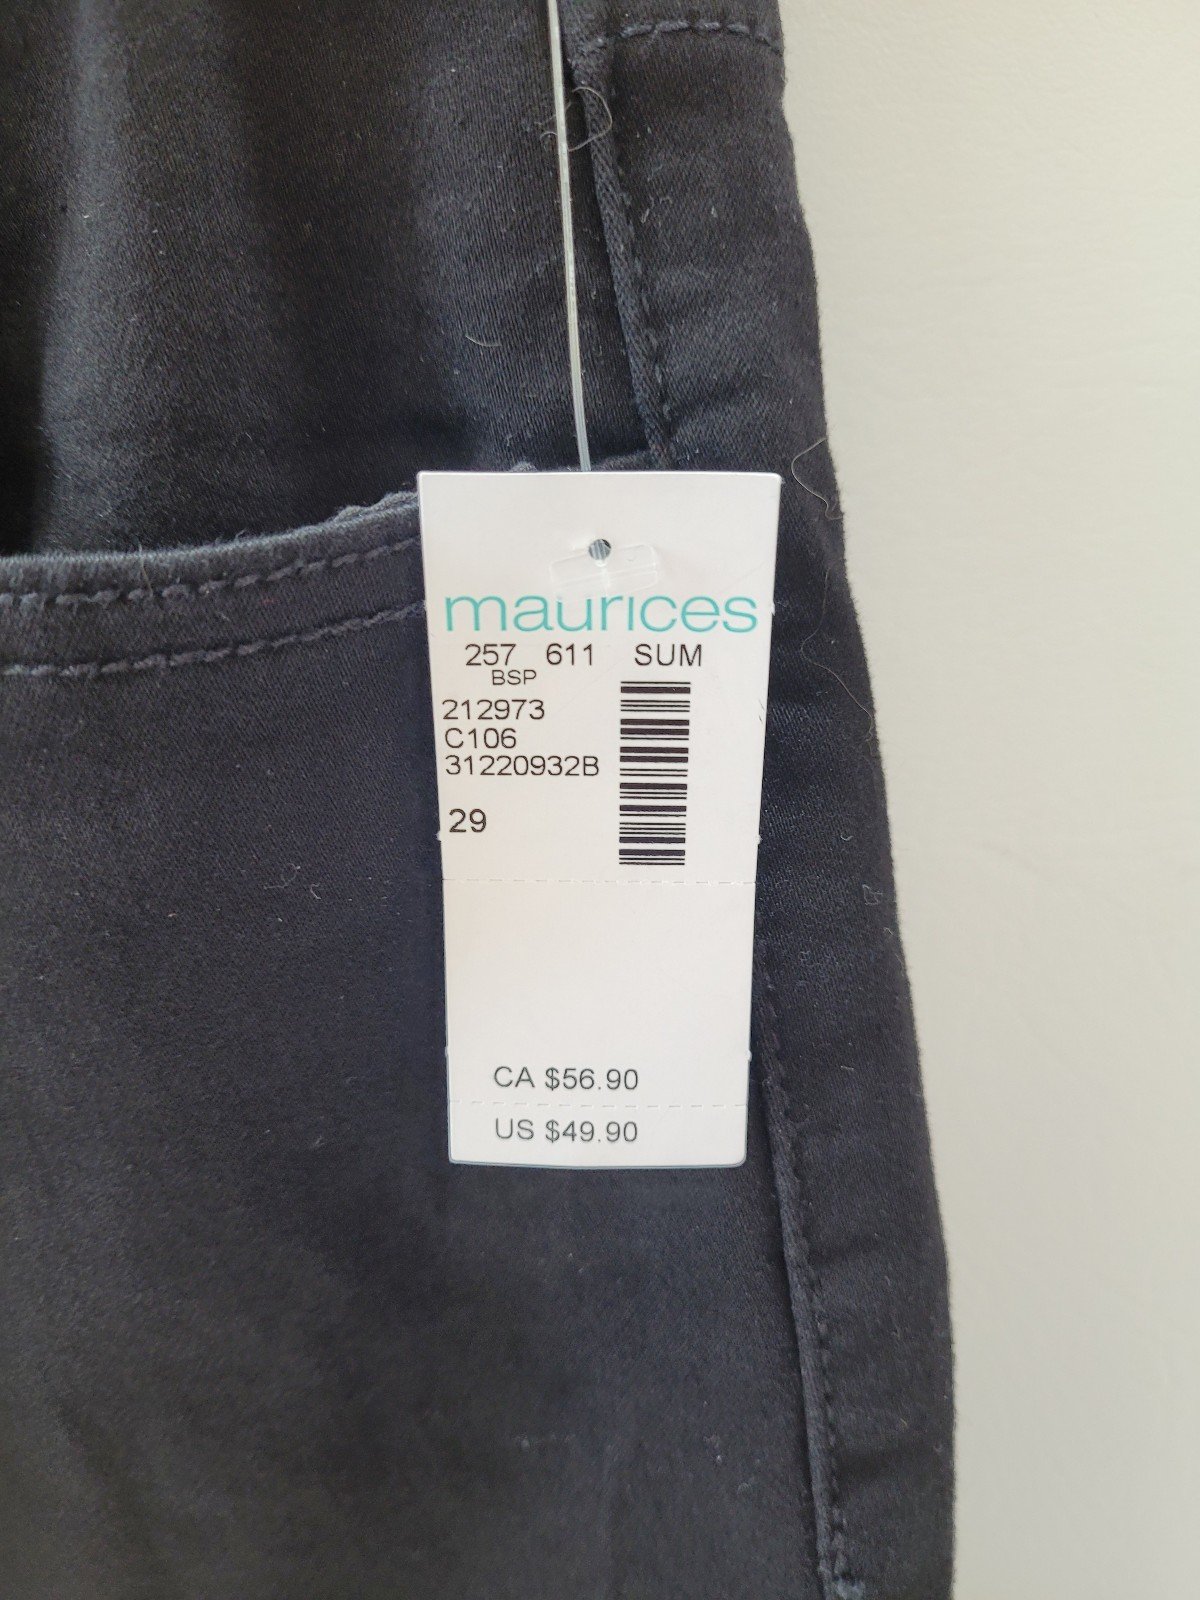 maurices
257 611 SUM
BSP
212973
C106
31220932B
29
CA $56.90
US $49.90